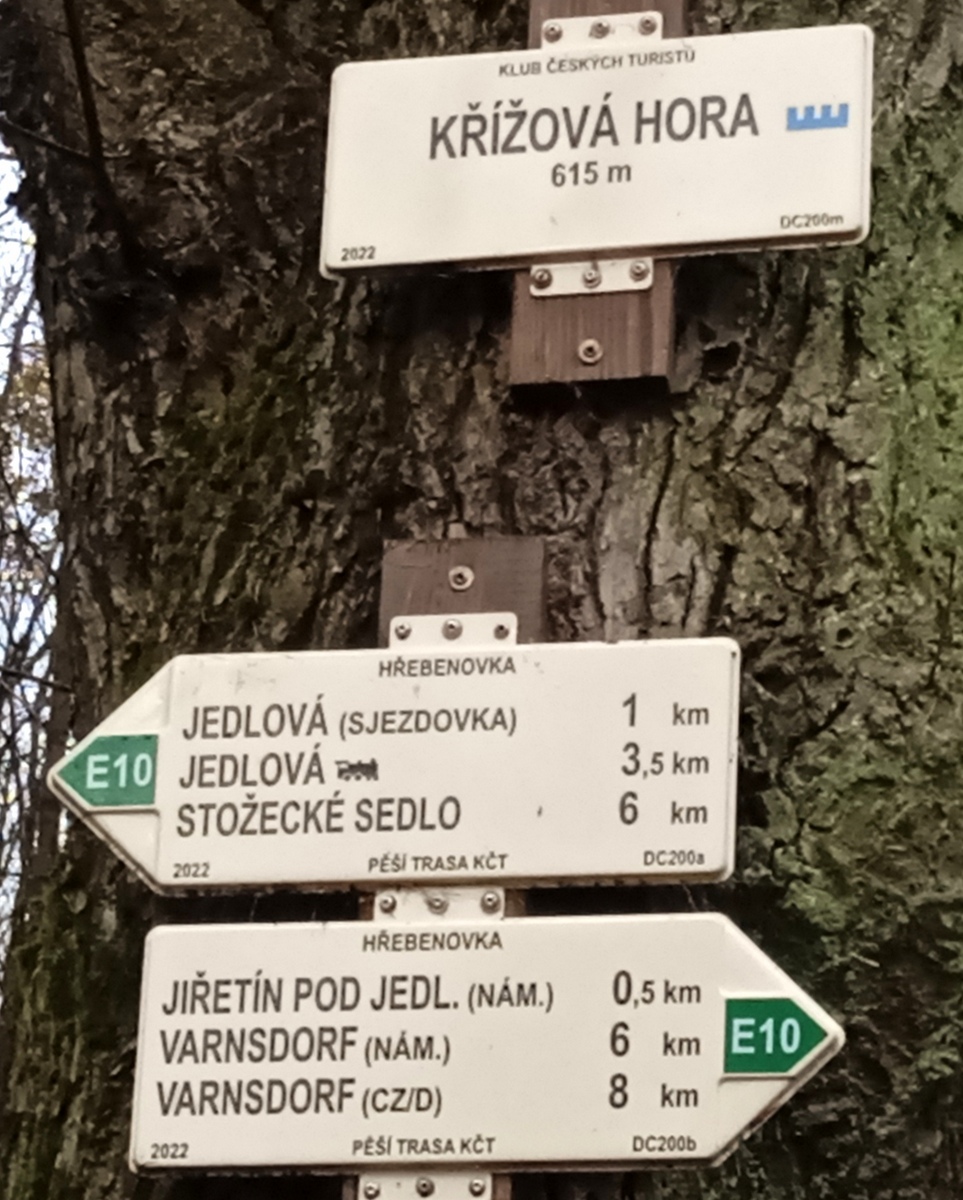 KLUB ČESKÝCH TURISTŮ
KŘÍŽOVÁ HORA
615 m
2022 DC200m
HŘEBENOVKA
JEDLOVÁ (SJEZDOVKA) 1 km
E10 JEDLOVÁ 3,5 km
STOŽECKÉ SEDLO 6 km
2022 PĚŠÍ TRASA KČT DC200a
HŘEBENOVKA
JIŘETÍN POD JEDL. (NÁM.) 0,5 km
VARNSDORF (NÁM.) 6 km E10
VARNSDORF (CZ/D) 8 km
2022 PĚŠÍ TRASA KČT DC200b